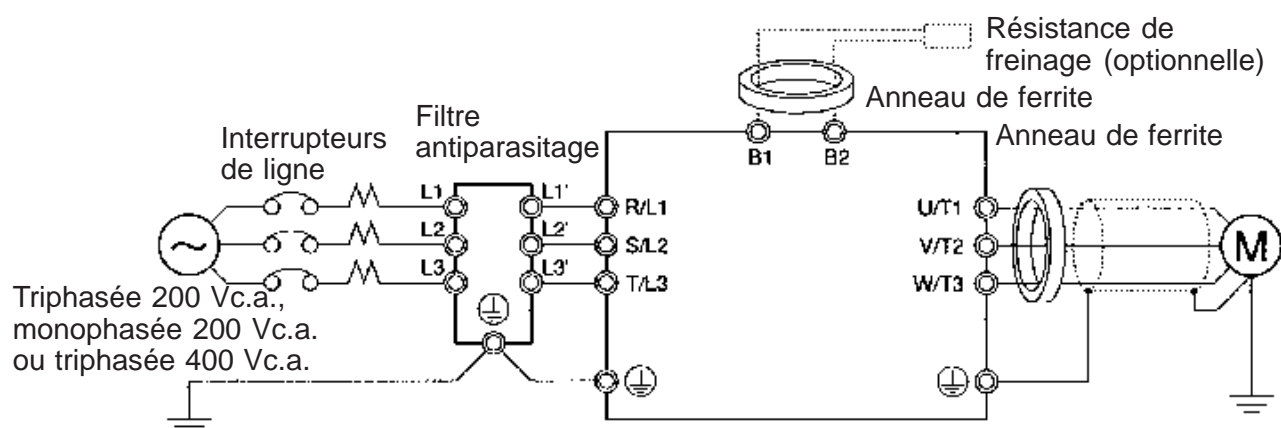 Résistance de
freinage (optionnelle)
Anneau de ferrite
Filtre
antiparasitage
Interrupteurs
de ligne
Anneau de ferrite
B1
B2
L1
L1'
R/L1
U/T1
L2
L2'
S/L2
V/T2
~
M
L3
L3'
T/L3
W/T3
Triphasée 200 Vc.a.,
monophasée 200 Vc.a.
ou triphasée 400 Vc.a.